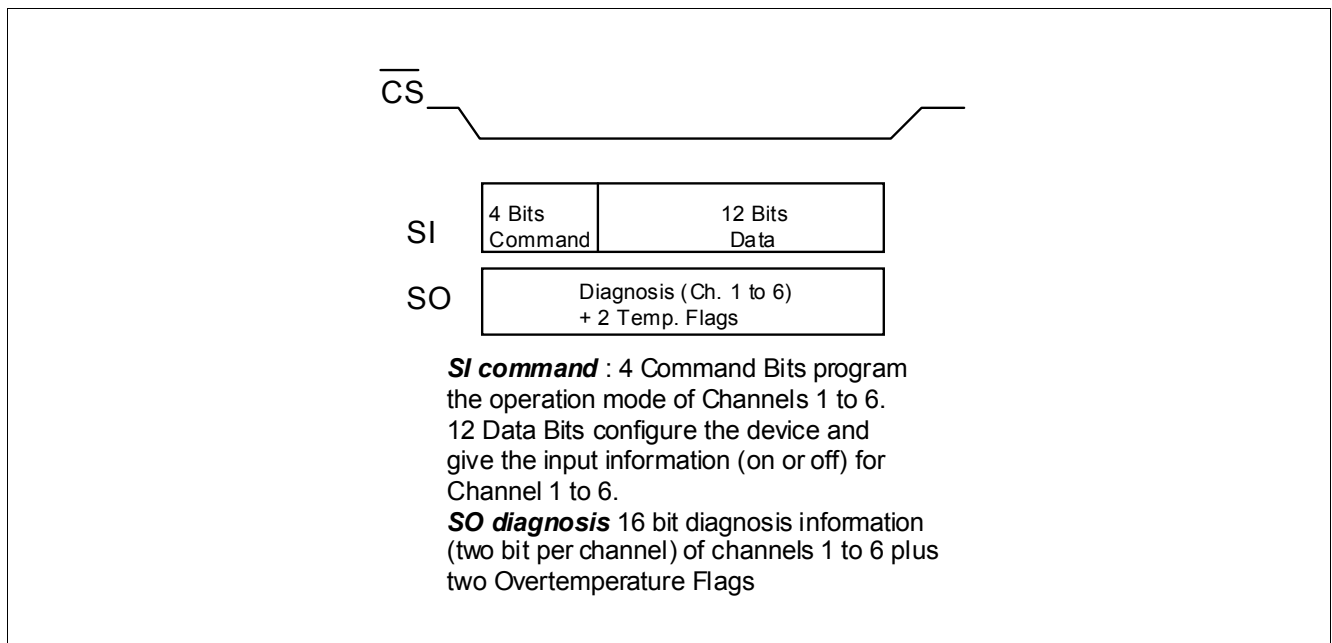 CS
SI
4 Bits
Command
12 Bits
Data
SO
Diagnosis (Ch. 1 to 6)
+ 2 Temp. Flags
SI command : 4 Command Bits program
the operation mode of Channels 1 to 6.
12 Data Bits configure the device and
give the input information (on or off) for
Channel 1 to 6.
SO diagnosis 16 bit diagnosis information
(two bit per channel) of channels 1 to 6 plus
two Overtemperature Flags